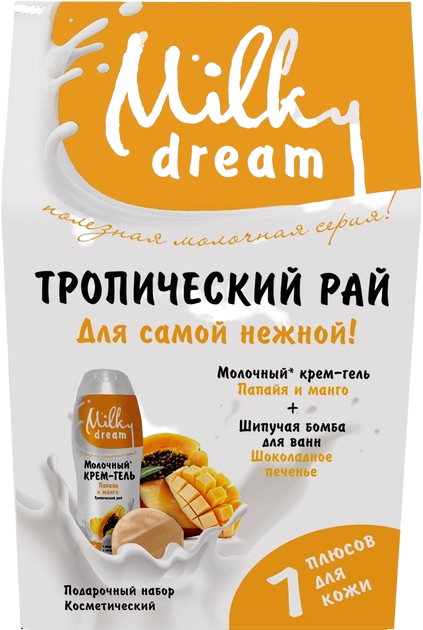 Milky
dream
полезная молочная серия!
ТРОПИЧЕСКИЙ РАЙ
Для самой нежной!
Молочный* крем-гель
Папайя и манго
+
Шипучая бомба
для ванн
Шоколадное
печенье
Milky
dream
Молочный*
КРЕМ-ГЕЛЬ
Папайя
и манго
Тропический рай
Подарочный набор
Косметический
7 ПЛЮСОВ
ДЛЯ
КОЖИ